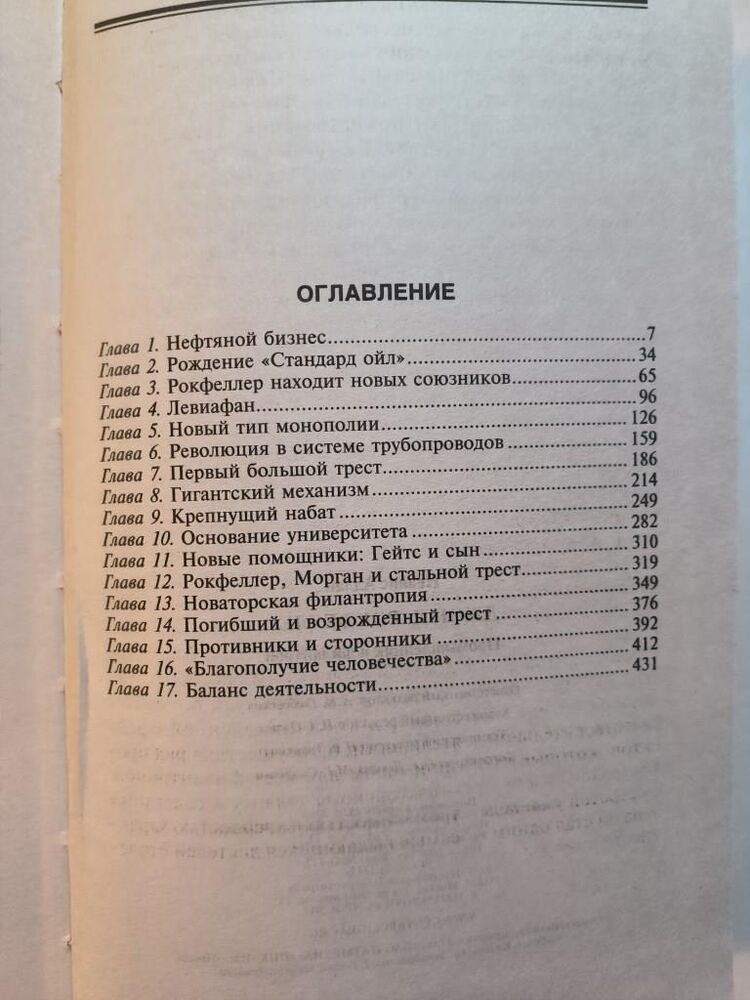 ОГЛАВЛЕНИЕ
Глава 1. Нефтяной бизнес.....7
Глава 2. Рождение «Стандард ойл».....34
Глава 3. Рокфеллер находит новых союзников.....65
Глава 4. Левиафан.....96
Глава 5. Новый тип монополии.....126
Глава 6. Революция в системе трубопроводов.....159
Глава 7. Первый большой трест.....186
Глава 8. Гигантский механизм.....214
Глава 9. Крепнущий набат.....249
Глава 10. Основание университета.....282
Глава 11. Новые помощники: Гейтс и сын.....310
Глава 12. Рокфеллер, Морган и стальной трест.....319
Глава 13. Новаторская филантропия.....349
Глава 14. Погибший и возрожденный трест.....376
Глава 15. Противники и сторонники.....392
Глава 16. «Благополучие человечества».....412
Глава 17. Баланс деятельности.....431